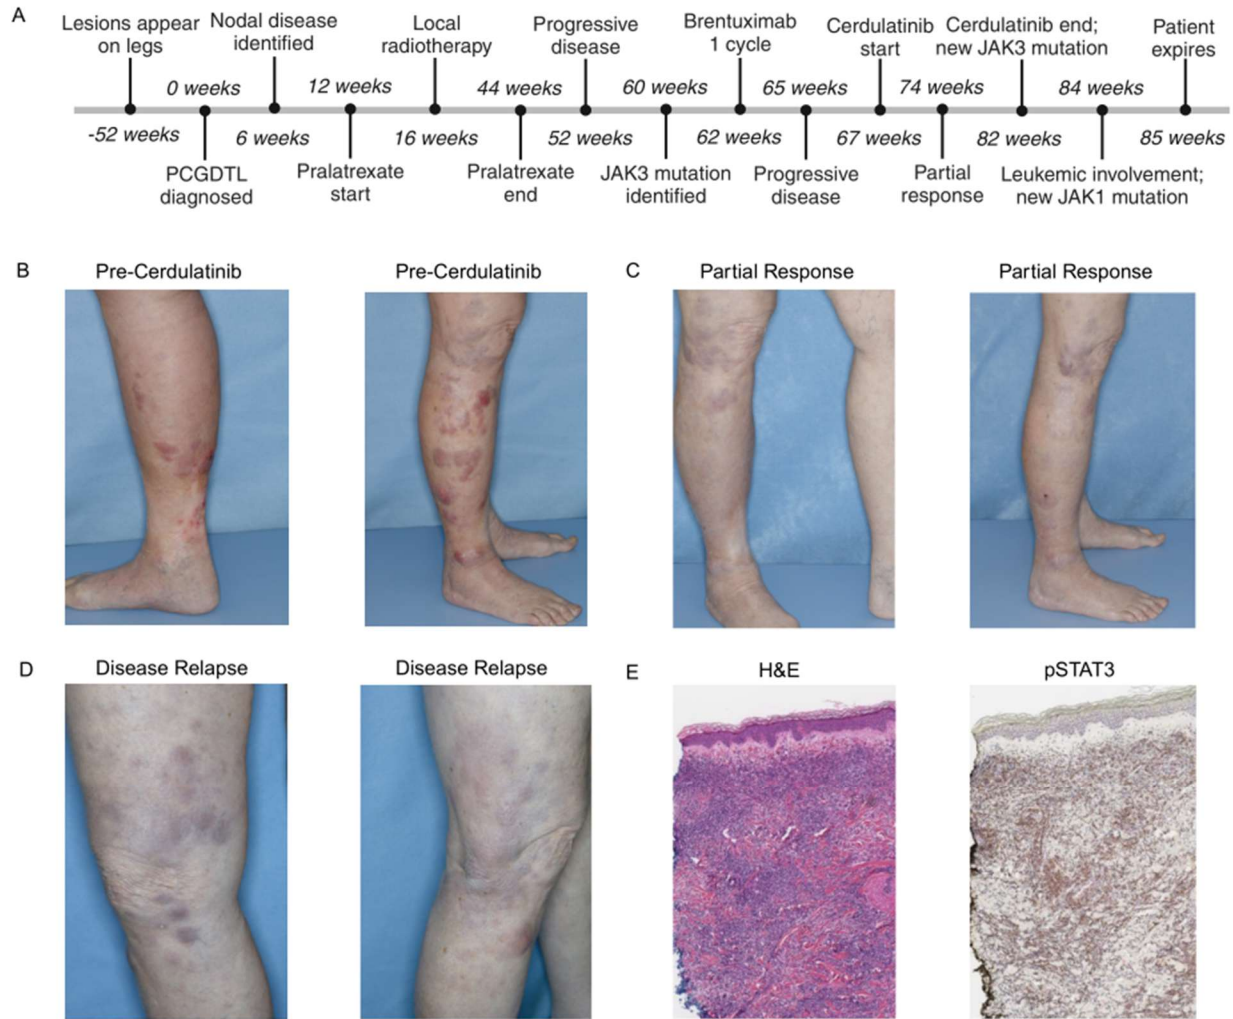 A
Lesions appear
on legs
Nodal disease
identified
Local
radiotherapy
Progressive
disease
Brentuximab
1 cycle
Cerdulatinib
start
Cerdulatinib end;
new JAK3 mutation
Patient
expires
0 weeks
12 weeks
44 weeks
60 weeks
65 weeks
74 weeks
84 weeks
-52 weeks
6 weeks
16 weeks
52 weeks
62 weeks
67 weeks
82 weeks
85 weeks
PCGDTL
diagnosed
Pralatrexate
start
Pralatrexate
end
JAK3 mutation
identified
Progressive
disease
Partial
response
Leukemic involvement;
new JAK1 mutation
B
Pre-Cerdulatinib
Pre-Cerdulatinib
C
Partial Response
Partial Response
D
Disease Relapse
Disease Relapse
E
H&E
pSTAT3